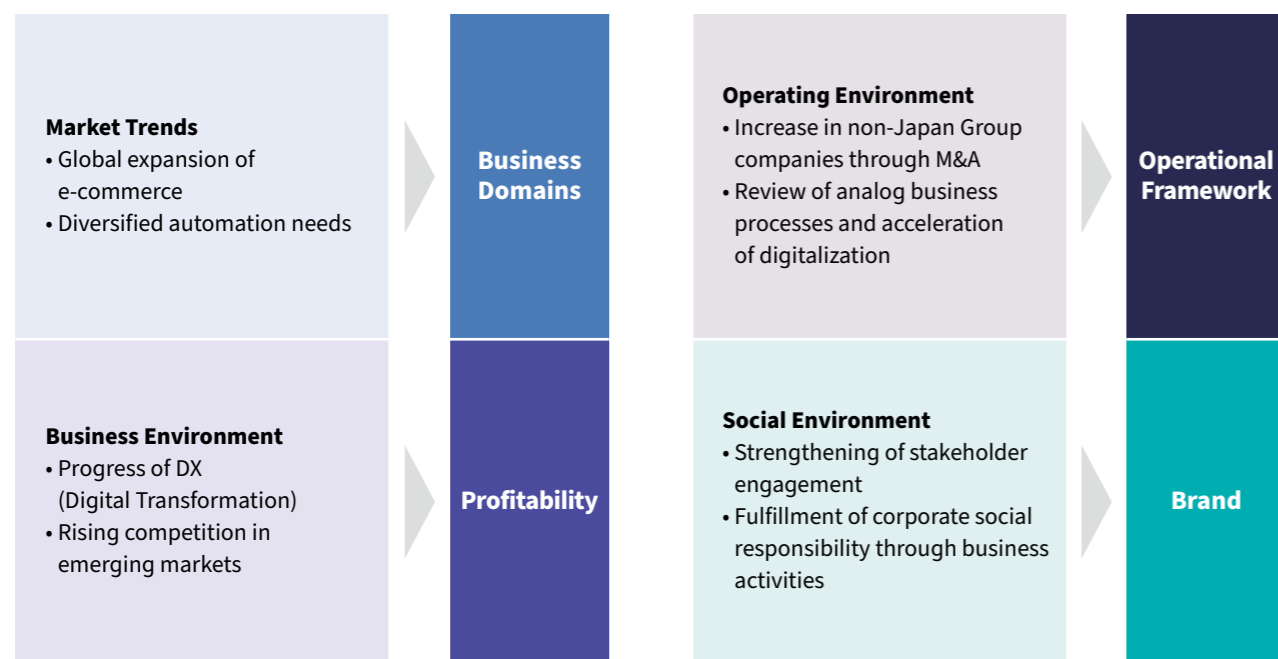 Market Trends
• Global expansion of
e-commerce
• Diversified automation needs
Business
Domains
Business Environment
• Progress of DX
(Digital Transformation)
• Rising competition in
emerging markets
Profitability
Operating Environment
• Increase in non-Japan Group
companies through M&A
• Review of analog business
processes and acceleration
of digitalization
Operational
Framework
Social Environment
• Strengthening of stakeholder
engagement
• Fulfillment of corporate social
responsibility through business
activities
Brand